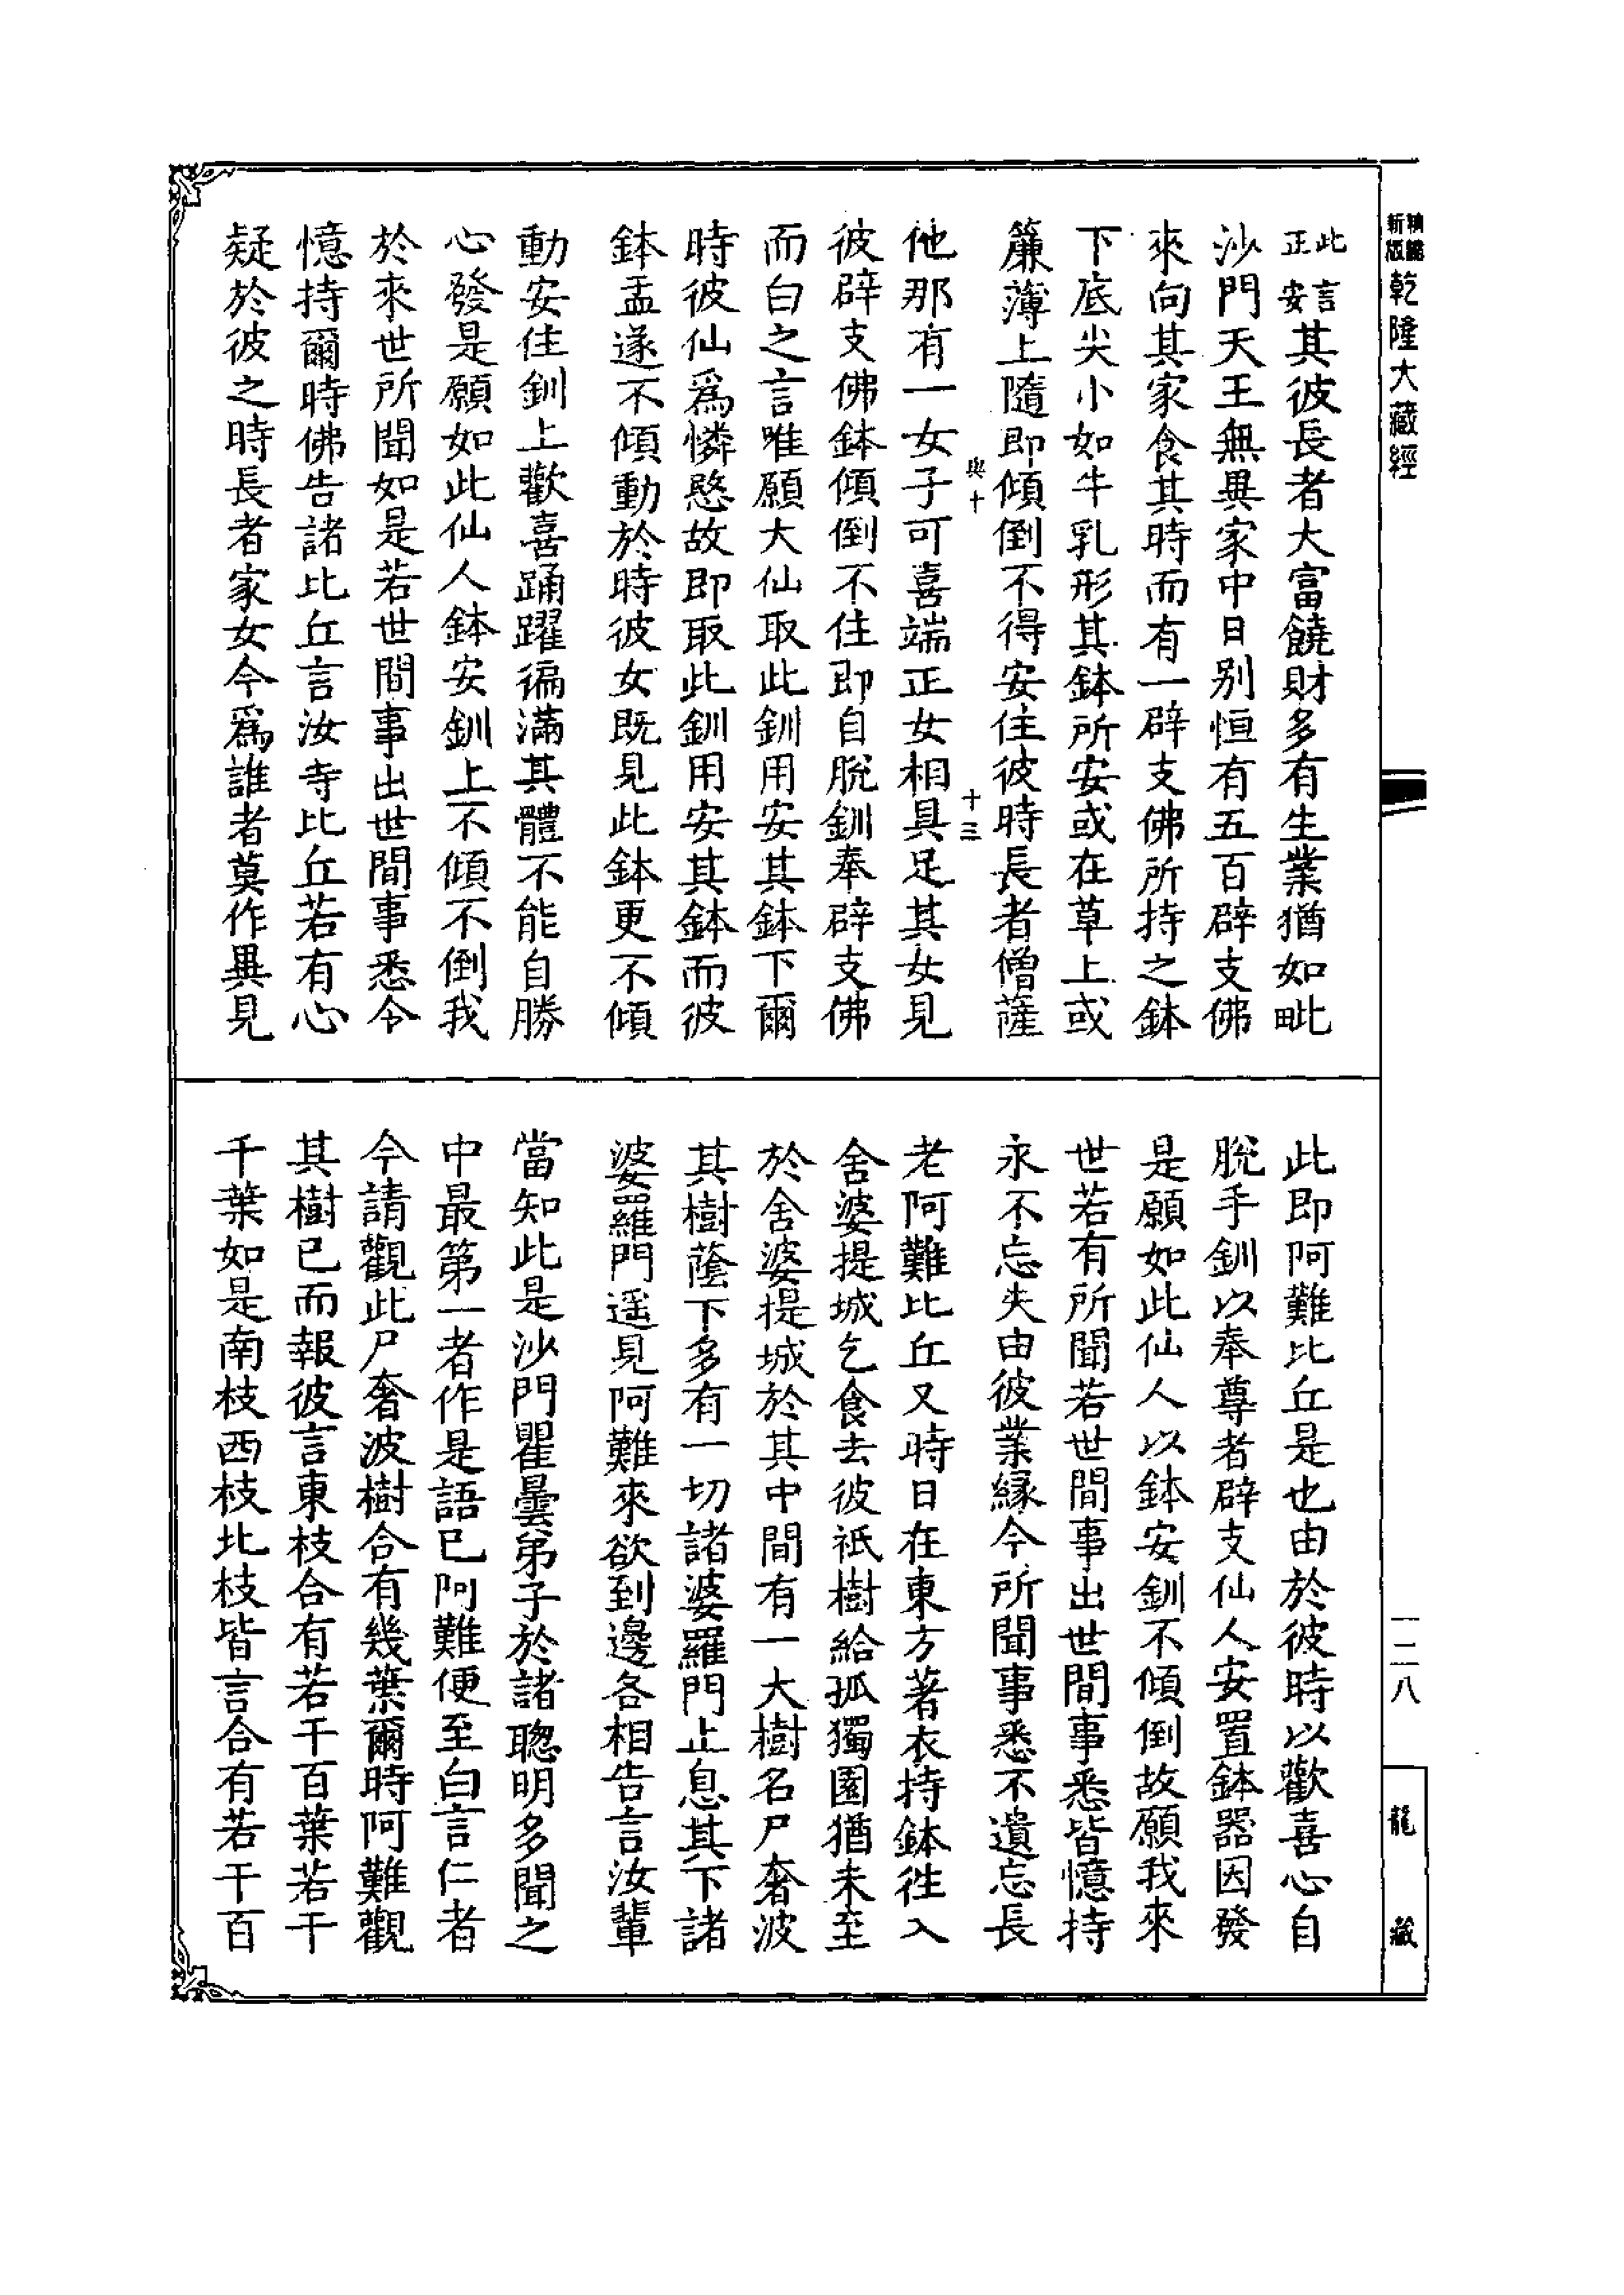 新編縮版
乾隆大藏經
一二八
龍藏
此言正安其彼長者大富饒財多有生業猶如毗
沙門天王無異家中日別恒有五百辟支佛
來向其家食其時而有一辟支佛所持之鉢
下底尖小如牛乳形其鉢所安或在草上或
簾薄上隨即傾倒不得安住彼時長者僧薩
與十 十三
他那有一女子可喜端正女相具足其女見
彼辟支佛鉢傾倒不住即自脫釧奉辟支佛
而白之言唯願大仙取此釧用安其鉢下爾
時彼仙爲憐愍故即取此釧用安其鉢而彼
鉢盂遂不傾動於時彼女既見此鉢更不傾
動安住釧上歡喜踊躍徧滿其體不能自勝
心發是願如此仙人鉢安釧上不傾不倒我
於來世所聞如是若世間事出世間事悉令
憶持爾時佛告諸比丘言汝寺比丘若有心
疑於彼之時長者家女今爲誰者莫作異見
此即阿難比丘是也由於彼時以歡喜心自
脫手釧以奉尊者辟支仙人安置鉢器因發
是願如此仙人以鉢安釧不傾倒故願我來
世若有所聞若世間事出世間事悉皆憶持
永不忘失由彼業緣今所聞事悉不遺忘長
老阿難比丘又時日在東方著衣持鉢徃入
舍婆提城乞食去彼祇樹給孤獨園猶未至
於舍婆提城於其中間有一大樹名尸奢波
其樹蔭下多有一切諸婆羅門止息其下諸
婆羅門遥見阿難來欲到邊各相告言汝輩
當知此是沙門瞿曇弟子於諸聰明多聞之
中最第一者作是語已阿難便至白言仁者
今請觀此尸奢波樹合有幾葉爾時阿難觀
其樹已而報彼言東枝合有若干百葉若干
千葉如是南枝西枝北枝皆言合有若干百